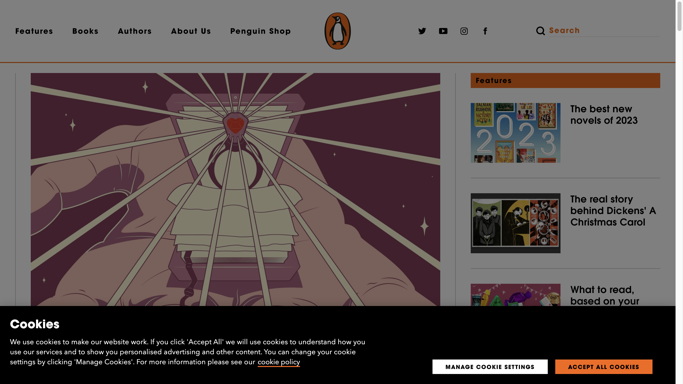 Features
Books
Authors
About Us
Penguin Shop
Search
Features
The best new
novels of 2023
2023
The real story
behind Dickens' A
Christmas Carol
What to read,
based on your
Cookies
We use cookies to make our website work. If you click 'Accept All' we will use cookies to understand how you
use our services and to show you personalised advertising and other content. You can change your cookie
settings by clicking 'Manage Cookies'. For more information please see our cookie policy
MANAGE COOKIE SETTINGS
ACCEPT ALL COOKIES